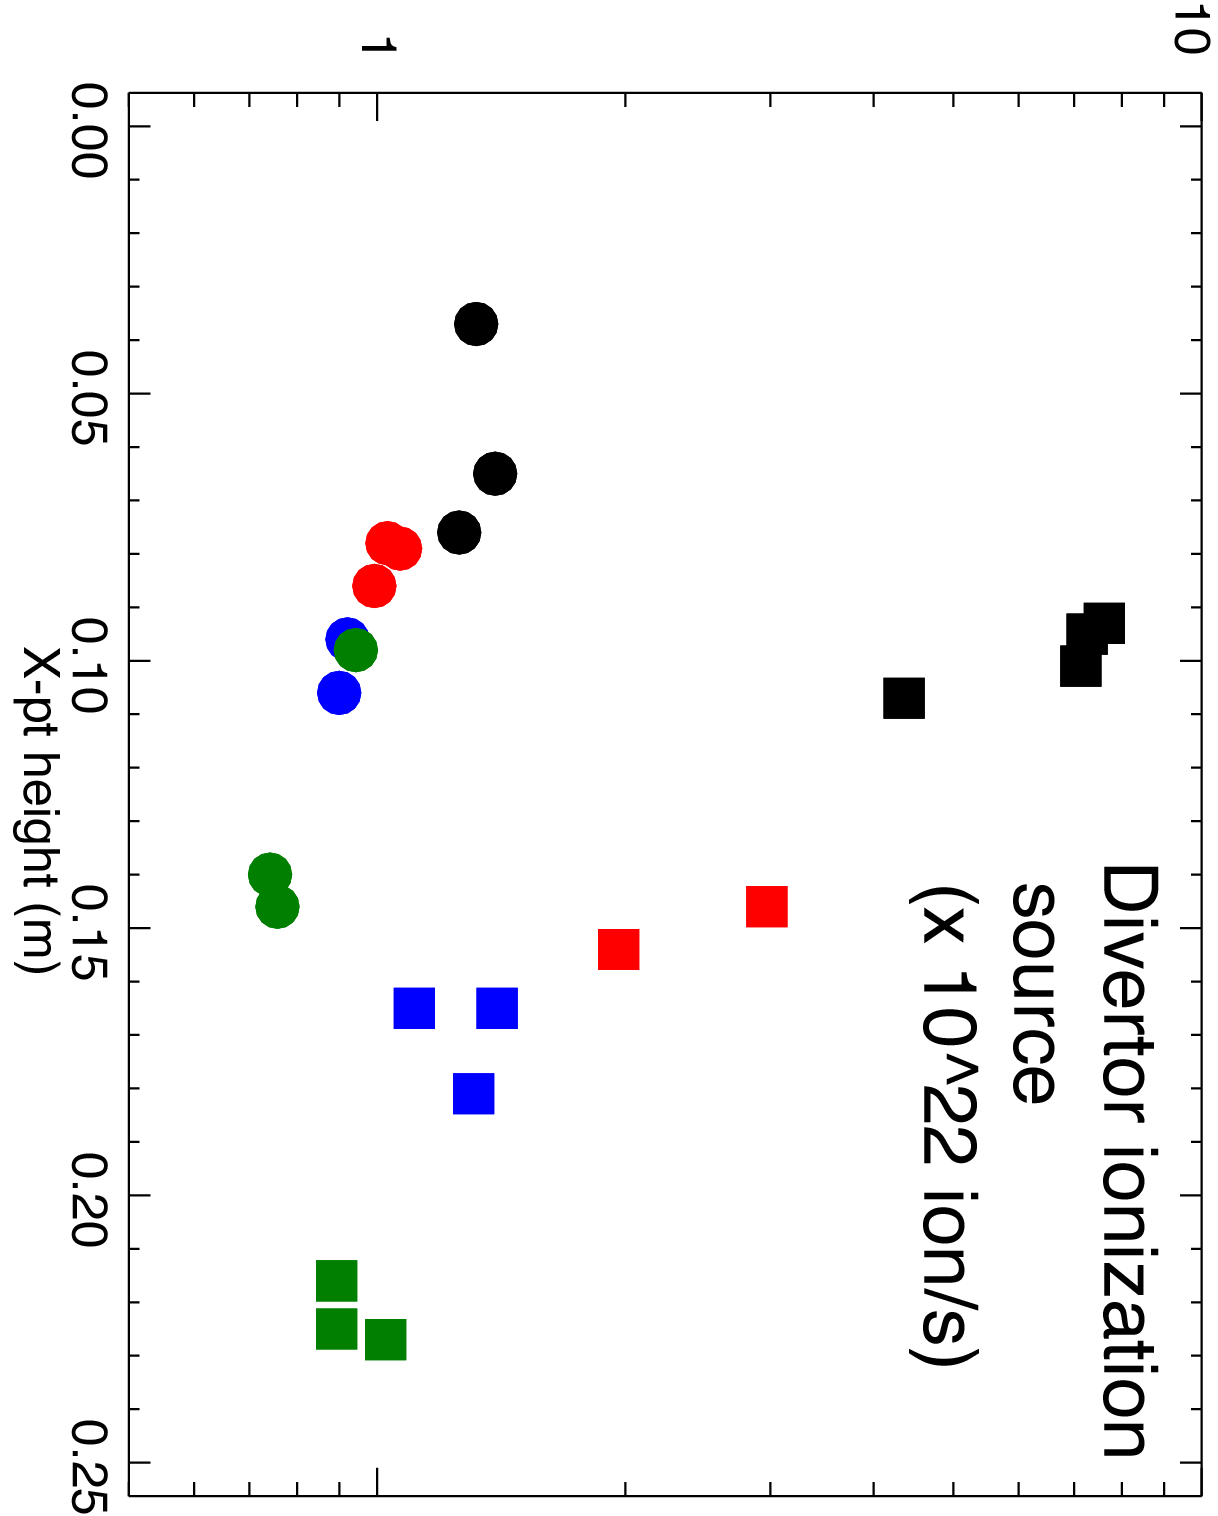 10
Divertor ionization
source
(x 10^22 ion/s)
1
0.00
0.05
0.10
0.15
0.20
0.25
X-pt height (m)